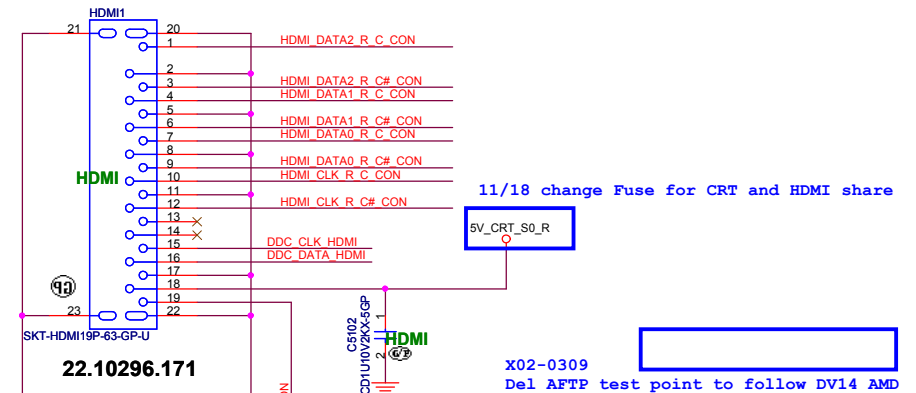 HDMI1
21
20
1
HDMI_DATA2_R_C_CON
2
3
HDMI_DATA2_R_C#_CON
4
HDMI_DATA1_R_C_CON
5
6
HDMI_DATA1_R_C#_CON
7
HDMI_DATA0_R_C_CON
8
9
HDMI_DATA0_R_C#_CON
HDMI
10
HDMI_CLK_R_C_CON
11
12
HDMI_CLK_R_C#_CON
13
14
15
DDC_CLK_HDMI
16
DDC_DATA_HDMI
17
18
19
23
22
SKT-HDMI19P-63-GP-U
22.10296.171
11/18 change Fuse for CRT and HDMI share
5V_CRT_S0_R
1
C5102
2
HDMI
X02-0309
Del AFTP test point to follow DV14 AMD